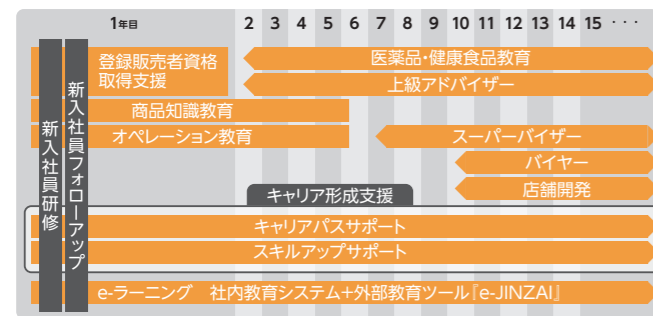 1年目 2 3 4 5 6 7 8 9 10 11 12 13 14 15 ···
新入社員研修
新入社員フォローアップ
登録販売者資格
取得支援
医薬品・健康食品教育
上級アドバイザー
商品知識教育
オペレーション教育
スーパーバイザー
バイヤー
店舗開発
キャリア形成支援
キャリアパスサポート
スキルアップサポート
e-ラーニング 社内教育システム+外部教育ツール『e-JINZAI』